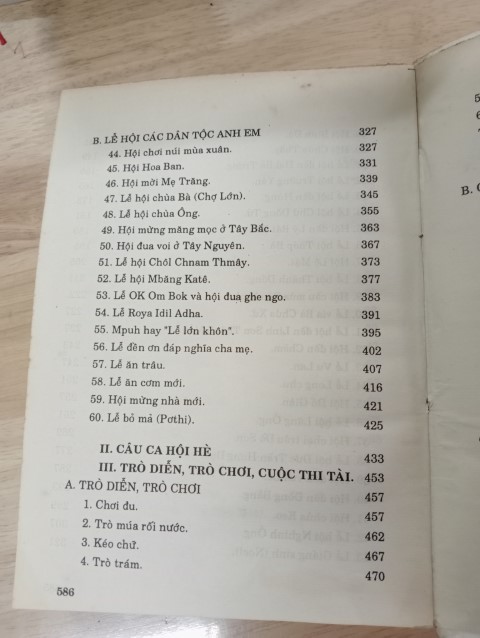 B. LỄ HỘI CÁC DÂN TỘC ANH EM 327
44. Hội chơi núi mùa xuân. 327
45. Hội Hoa Ban. 331
46. Hội mời Mẹ Trăng. 339
47. Lễ hội chùa Bà (Chợ Lớn). 345
48. Lễ hội chùa Ông. 355
49. Hội mừng măng mọc ở Tây Bắc. 363
50. Hội đua voi ở Tây Nguyên. 367
51. Lễ hội Chôl Chnam Thmây. 373
52. Lễ hội Mbăng Katê. 377
53. Lễ OK Om Bok và hội đua ghe ngo. 383
54. Lễ Roya Idil Adha. 391
55. Mpuh hay "Lễ lớn khôn". 395
56. Lễ đền ơn đáp nghĩa cha mẹ. 402
57. Lễ ăn trâu. 407
58. Lễ ăn cơm mới. 416
59. Hội mừng nhà mới. 421
60. Lễ bỏ mả (Pơthi). 425
II. CÂU CA HỘI HÈ 433
III. TRÒ DIỄN, TRÒ CHƠI, CUỘC THI TÀI. 453
A. TRÒ DIỄN, TRÒ CHƠI 457
1. Chơi đu. 457
2. Trò múa rối nước. 462
3. Kéo chữ. 467
4. Trò trám. 470
586
B.